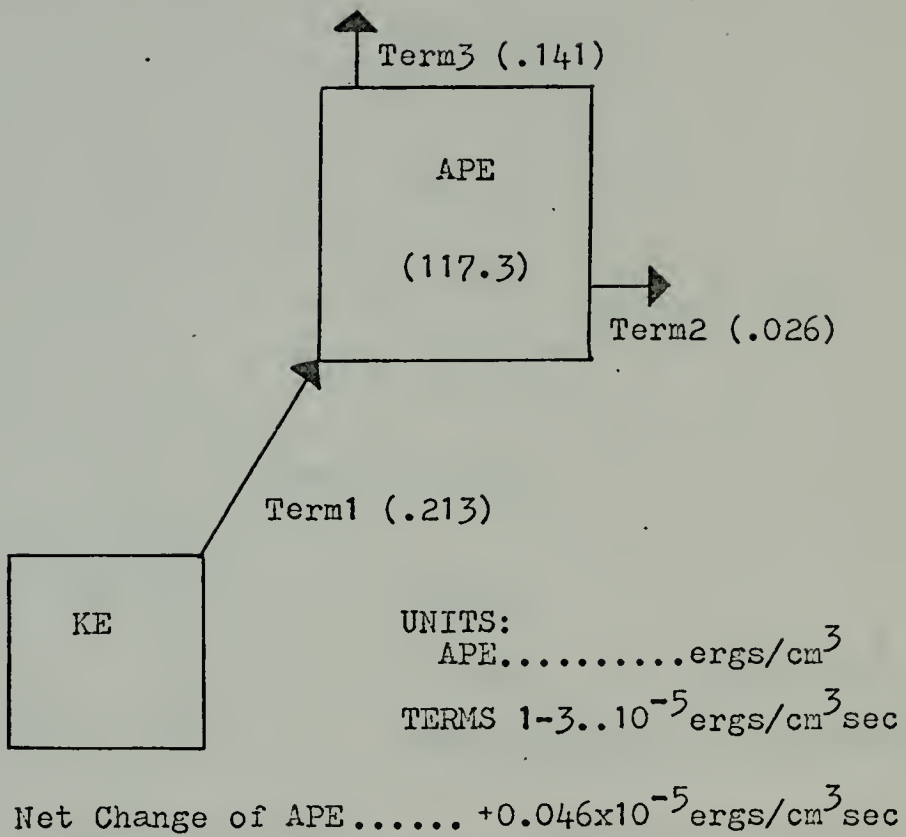 Term3 (.141)
APE
(117.3)
Term2 (.026)
Term1 (.213)
KE
UNITS:
APE..........ergs/cm³
TERMS 1-3..10⁻⁵ergs/cm³sec
Net Change of APE...... +0.046x10⁻⁵ergs/cm³sec